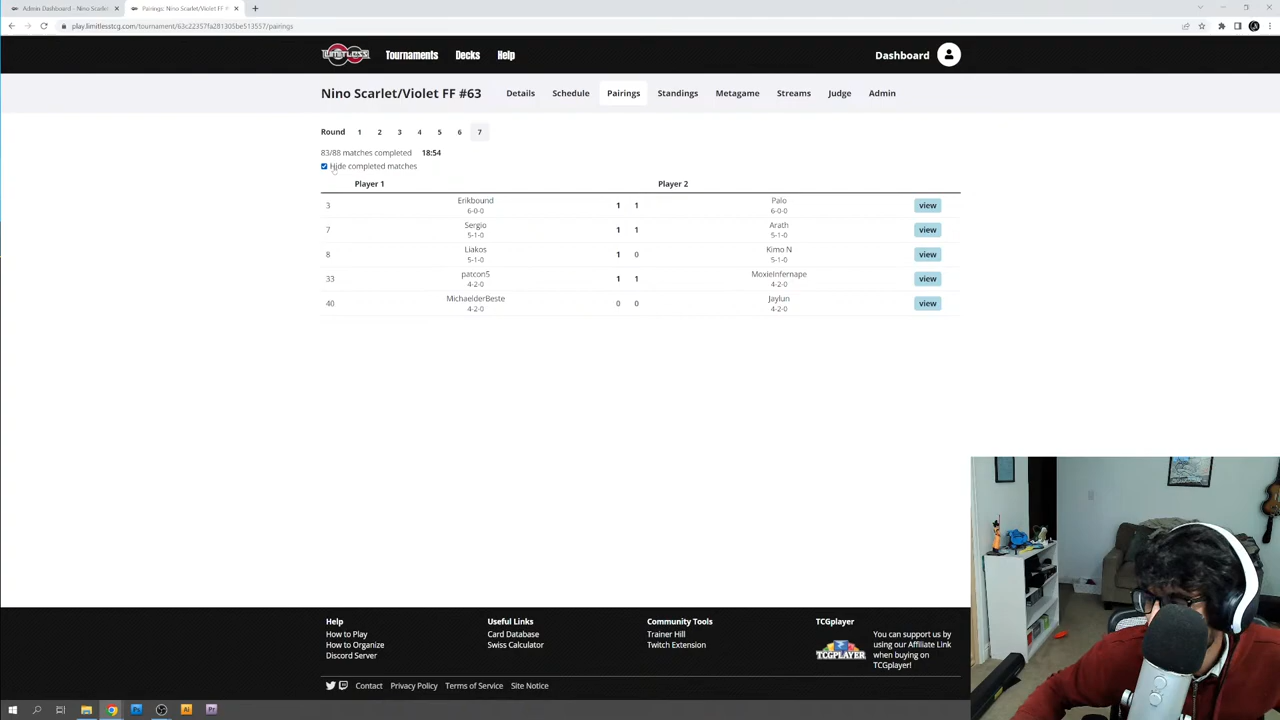 Admin Dashboard - Nino Scarlet
Pairings: Nino Scarlet/Violet FF #
play.limitlesstcg.com/tournament/63c22357fa281305be513557/pairings
LIMITLESS
Tournaments
Decks
Help
Dashboard
Nino Scarlet/Violet FF #63
Details
Schedule
Pairings
Standings
Metagame
Streams
Judge
Admin
Round 1 2 3 4 5 6 7
83/88 matches completed 18:54
Hide completed matches
Player 1 Player 2
3 Erikbound 6-0-0 1 1 Palo 6-0-0 view
7 Sergio 5-1-0 1 1 Arath 5-1-0 view
8 Liakos 5-1-0 1 0 Kimo N 5-1-0 view
33 patcon5 4-2-0 1 1 MoxieInfernape 4-2-0 view
40 MichaelderBeste 4-2-0 0 0 Jaylun 4-2-0 view
Help
How to Play
How to Organize
Discord Server
Useful Links
Card Database
Swiss Calculator
Community Tools
Trainer Hill
Twitch Extension
TCGplayer
TCGPLAYER
You can support us by
using our Affiliate Link
when buying on
TCGplayer!
Contact
Privacy Policy
Terms of Service
Site Notice
Ps
Ai
Pr